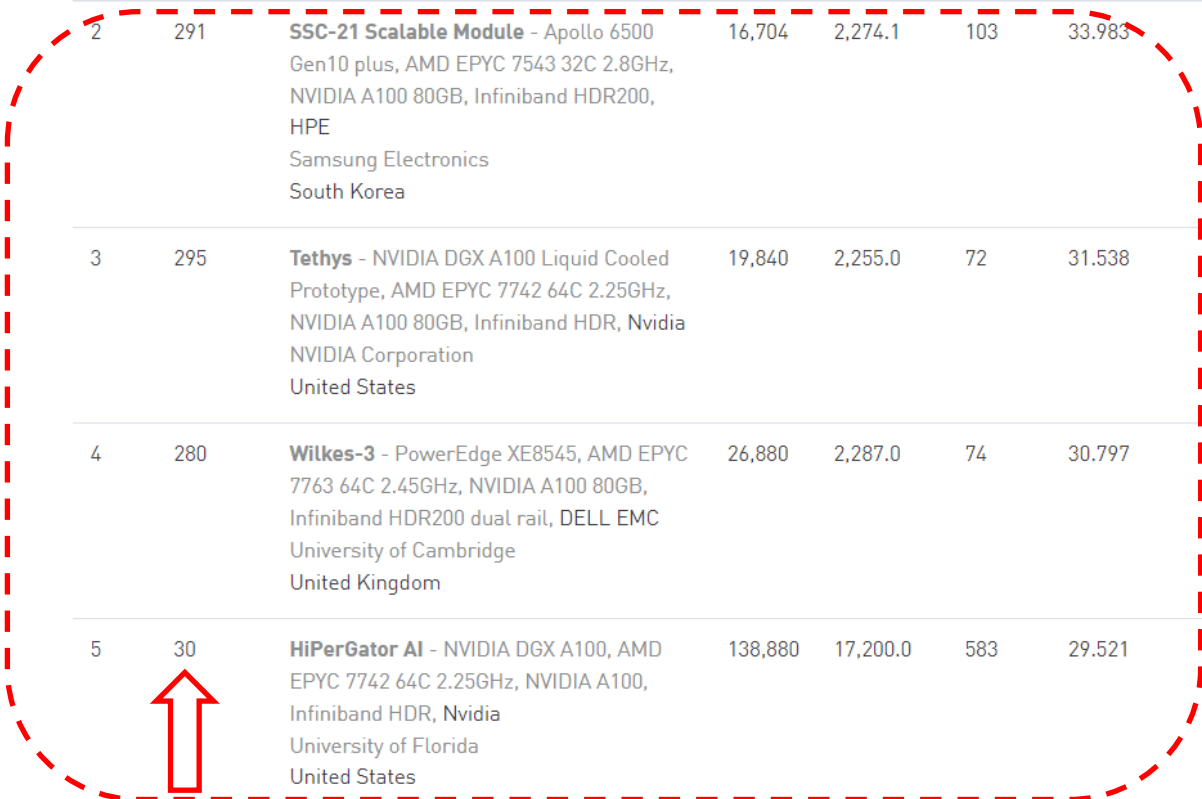 2 291 SSC-21 Scalable Module - Apollo 6500 16,704 2,274.1 103 33.983
Gen10 plus, AMD EPYC 7543 32C 2.8GHz,
NVIDIA A100 80GB, Infiniband HDR200,
HPE
Samsung Electronics
South Korea
3 295 Tethys - NVIDIA DGX A100 Liquid Cooled 19,840 2,255.0 72 31.538
Prototype, AMD EPYC 7742 64C 2.25GHz,
NVIDIA A100 80GB, Infiniband HDR, Nvidia
NVIDIA Corporation
United States
4 280 Wilkes-3 - PowerEdge XE8545, AMD EPYC 26,880 2,287.0 74 30.797
7763 64C 2.45GHz, NVIDIA A100 80GB,
Infiniband HDR200 dual rail, DELL EMC
University of Cambridge
United Kingdom
5 30 HiPerGator AI - NVIDIA DGX A100, AMD 138,880 17,200.0 583 29.521
EPYC 7742 64C 2.25GHz, NVIDIA A100,
Infiniband HDR, Nvidia
University of Florida
United States